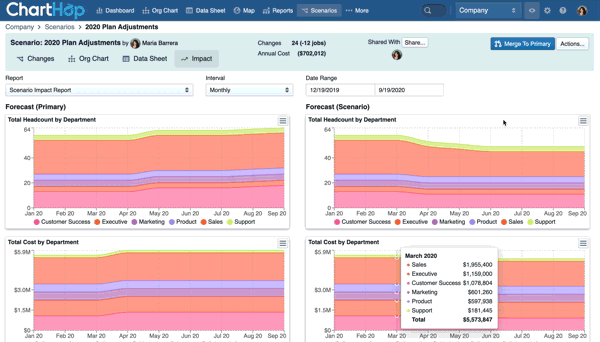 ChartHop Dashboard Org Chart Data Sheet Map Reports Scenarios More Company
Company > Scenarios > 2020 Plan Adjustments
Scenario: 2020 Plan Adjustments by Maria Barrera
Changes 24 (-12 jobs)
Annual Cost ($702,012)
Shared With Share...
Merge To Primary Actions...
Changes Org Chart Data Sheet Impact
Report Interval Date Range
Scenario Impact Report Monthly 12/19/2019 9/19/2020
Forecast (Primary) Forecast (Scenario)
Total Headcount by Department
64
40
20
0
Jan 20 Feb 20 Mar 20 Apr 20 May 20 Jun 20 Jul 20 Aug 20 Sep 20
Customer Success Executive Marketing Product Sales Support
Total Headcount by Department
64
40
20
0
Jan 20 Feb 20 Mar 20 Apr 20 May 20 Jun 20 Jul 20 Aug 20 Sep 20
Customer Success Executive Marketing Product Sales Support
Total Cost by Department
$5.9M
$3.0M
$1.5M
$0
Jan 20 Feb 20 Mar 20 Apr 20 May 20 Jun 20 Jul 20 Aug 20 Sep 20
Total Cost by Department
$5.9M
$3.0M
$1.5M
$0
Jan 20 Feb 20 Mar 20 Apr 20 May 20 Jun 20 Jul 20 Aug 20 Sep 20
March 2020
Sales $1,955,400
Executive $1,159,000
Customer Success $1,078,804
Marketing $601,260
Product $597,938
Support $181,445
Total $5,573,847